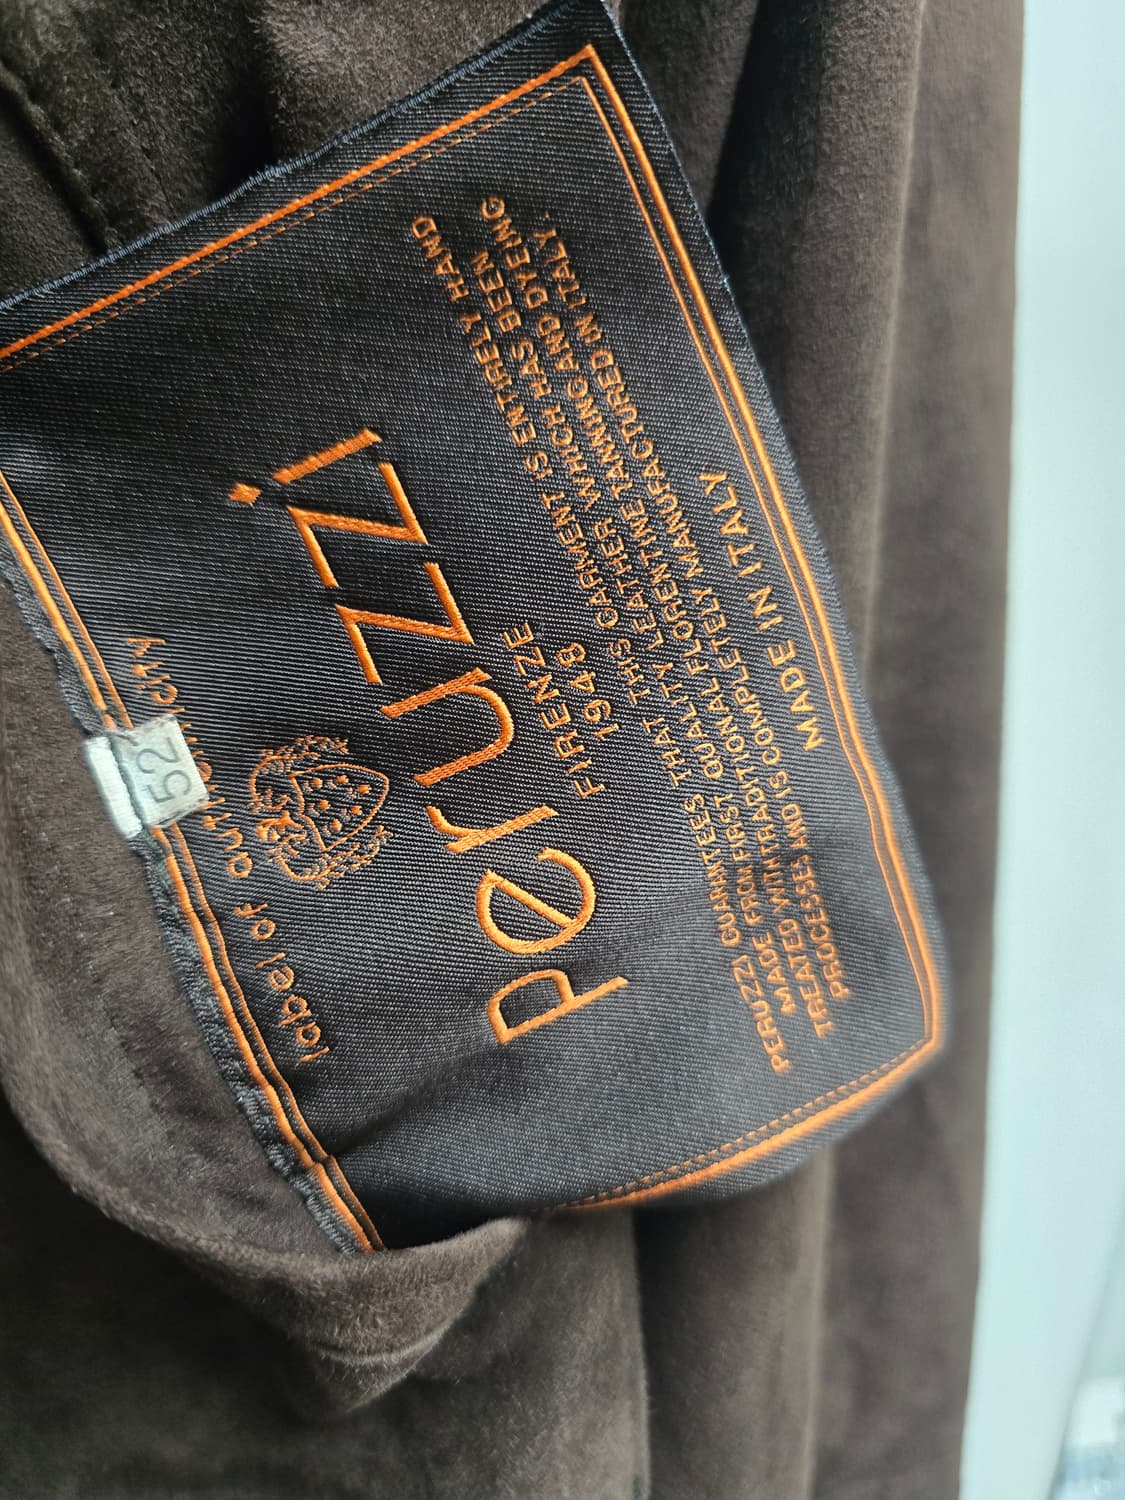 label of authenticity
52
peruzzi
FIRENZE
1948
PERUZZI GUARANTEES THAT THIS GARMENT IS ENTIRELY HAND
MADE FROM FIRST QUALITY LEATHER WHICH HAS BEEN
TREATED WITH TRADITIONAL FLORENTINE TANNING AND DYEING
PROCESSES AND IS COMPLETELY MANUFACTURED IN ITALY.
MADE IN ITALY